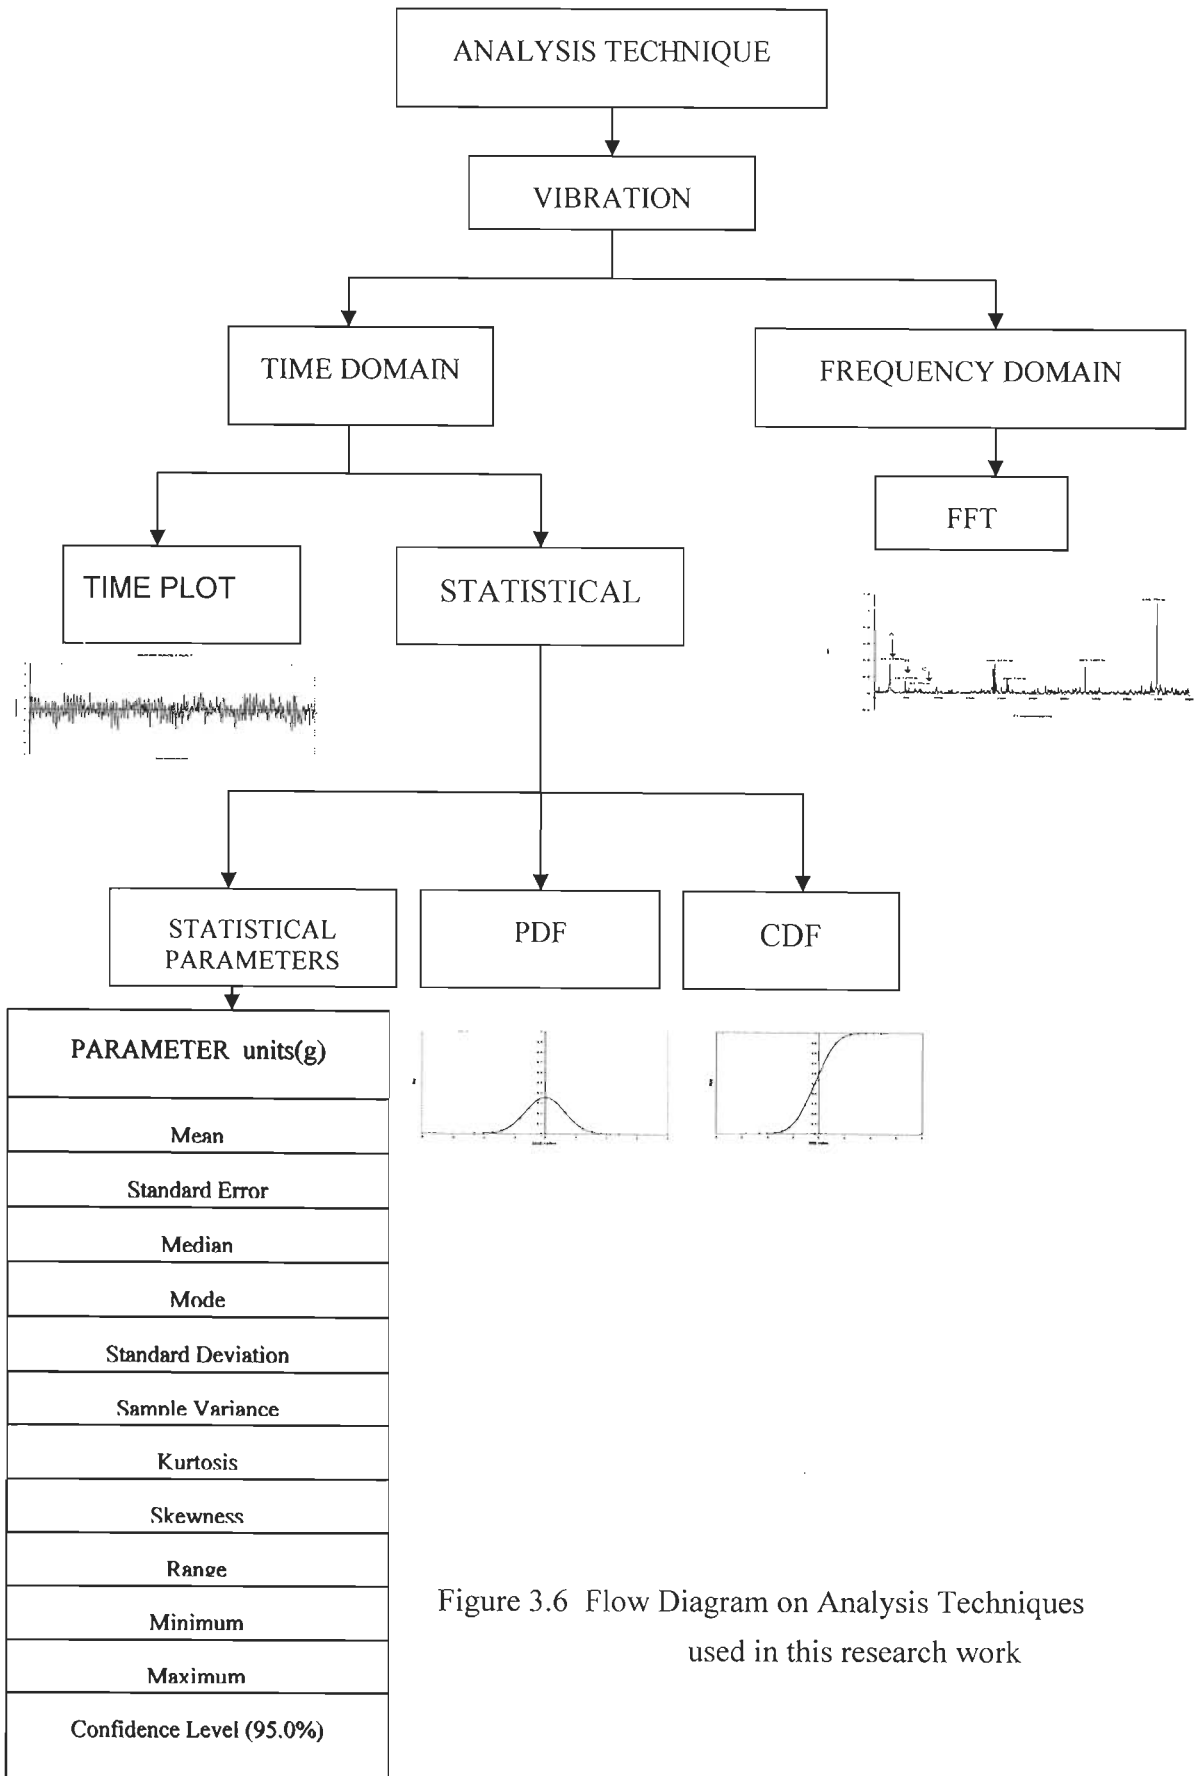 ANALYSIS TECHNIQUE
VIBRATION
TIME DOMAIN
FREQUENCY DOMAIN
FFT
TIME PLOT
STATISTICAL
STATISTICAL
PARAMETERS
PDF
CDF
PARAMETER units(g)
Mean
Standard Error
Median
Mode
Standard Deviation
Sample Variance
Kurtosis
Skewness
Range
Minimum
Maximum
Confidence Level (95.0%)
Figure 3.6 Flow Diagram on Analysis Techniques
used in this research work